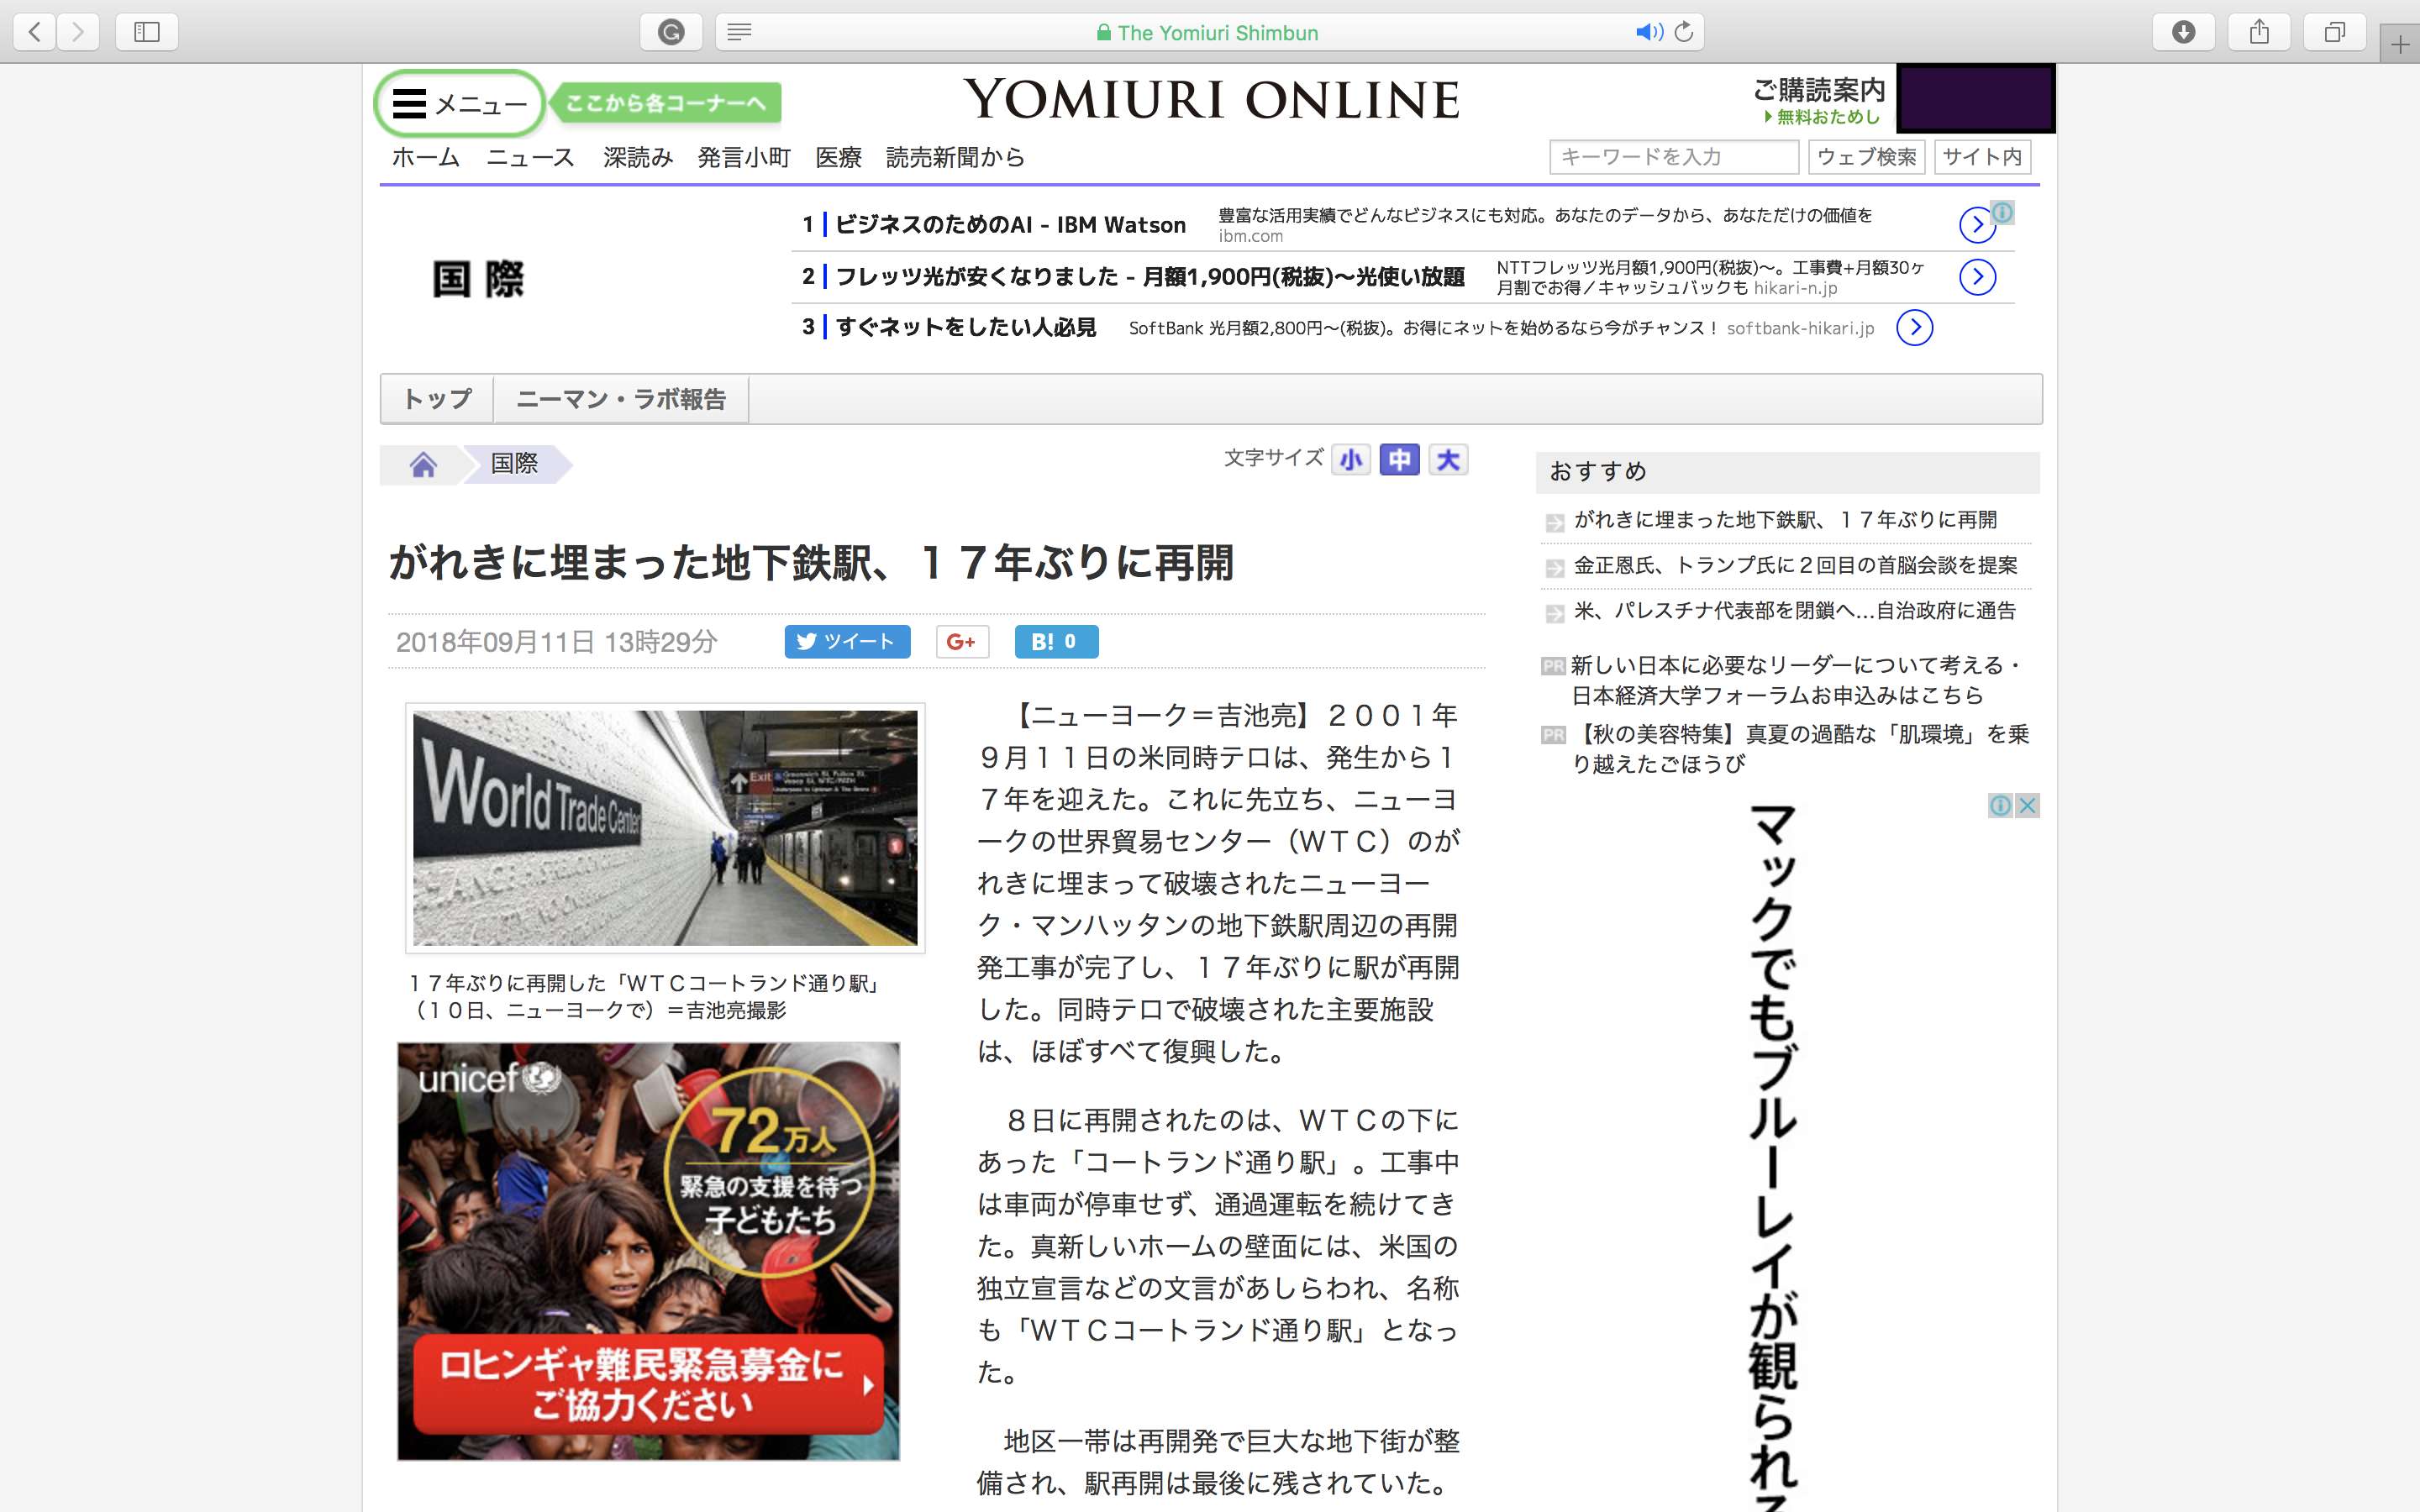 The Yomiuri Shimbun
メニュー
ここから各コーナーへ
YOMIURI ONLINE
ご購読案内
無料おためし
ホーム ニュース 深読み 発言小町 医療 読売新聞から
キーワードを入力 ウェブ検索 サイト内
国際
1 ビジネスのためのAI - IBM Watson
豊富な活用実績でどんなビジネスにも対応。あなたのデータから、あなただけの価値を
ibm.com
2 フレッツ光が安くなりました - 月額1,900円(税抜)〜光使い放題
NTTフレッツ光月額1,900円(税抜)〜。工事費+月額30ヶ
月割でお得／キャッシュバックも hikari-n.jp
3 すぐネットをしたい人必見 SoftBank 光月額2,800円〜(税抜)。お得にネットを始めるなら今がチャンス！ softbank-hikari.jp
トップ ニーマン・ラボ報告
国際
文字サイズ 小 中 大
がれきに埋まった地下鉄駅、１７年ぶりに再開
2018年09月11日 13時29分
ツイート G+ B! 0
World Trade Center
Exit
１７年ぶりに再開した「ＷＴＣコートランド通り駅」
（１０日、ニューヨークで）＝吉池亮撮影
unicef
72万人
緊急の支援を待つ
子どもたち
ロヒンギャ難民緊急募金に
ご協力ください
【ニューヨーク＝吉池亮】２００１年
９月１１日の米同時テロは、発生から１
７年を迎えた。これに先立ち、ニューヨ
ークの世界貿易センター（ＷＴＣ）のが
れきに埋まって破壊されたニューヨー
ク・マンハッタンの地下鉄駅周辺の再開
発工事が完了し、１７年ぶりに駅が再開
した。同時テロで破壊された主要施設
は、ほぼすべて復興した。
８日に再開されたのは、ＷＴＣの下に
あった「コートランド通り駅」。工事中
は車両が停車せず、通過運転を続けてき
た。真新しいホームの壁面には、米国の
独立宣言などの文言があしらわれ、名称
も「ＷＴＣコートランド通り駅」となっ
た。
地区一帯は再開発で巨大な地下街が整
備され、駅再開は最後に残されていた。
おすすめ
がれきに埋まった地下鉄駅、１７年ぶりに再開
金正恩氏、トランプ氏に２回目の首脳会談を提案
米、パレスチナ代表部を閉鎖へ…自治政府に通告
PR 新しい日本に必要なリーダーについて考える・
日本経済大学フォーラムお申込みはこちら
PR 【秋の美容特集】真夏の過酷な「肌環境」を乗
り越えたごほうび
マックでもブルーレイが観られる